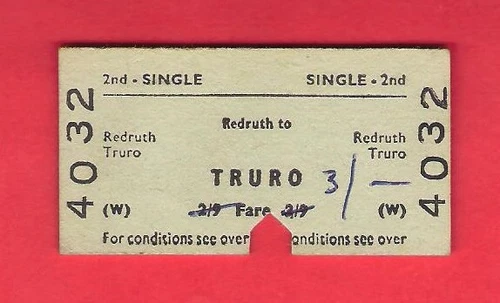 2nd - SINGLE SINGLE - 2nd
4032
Redruth to
Redruth Redruth
Truro Truro
TRURO 3/—
(W) 2/9 Fare 2/9 (W)
For conditions see over onditions see over
4032